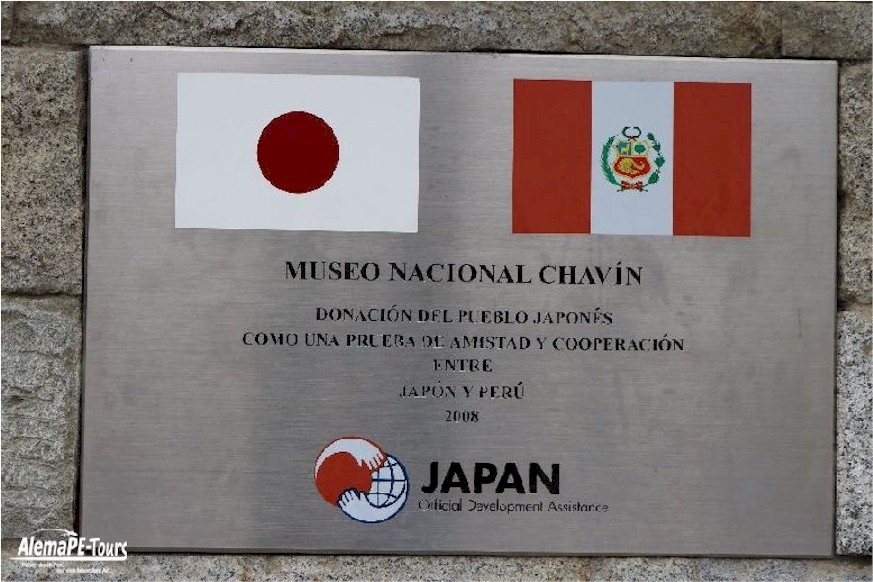 MUSEO NACIONAL CHAVÍN
DONACIÓN DEL PUEBLO JAPONÉS
COMO UNA PRUEBA DE AMISTAD Y COOPERACIÓN
ENTRE
JAPÓN Y PERÚ
2008
JAPAN
Official Development Assistance
AlemaPE-Tours